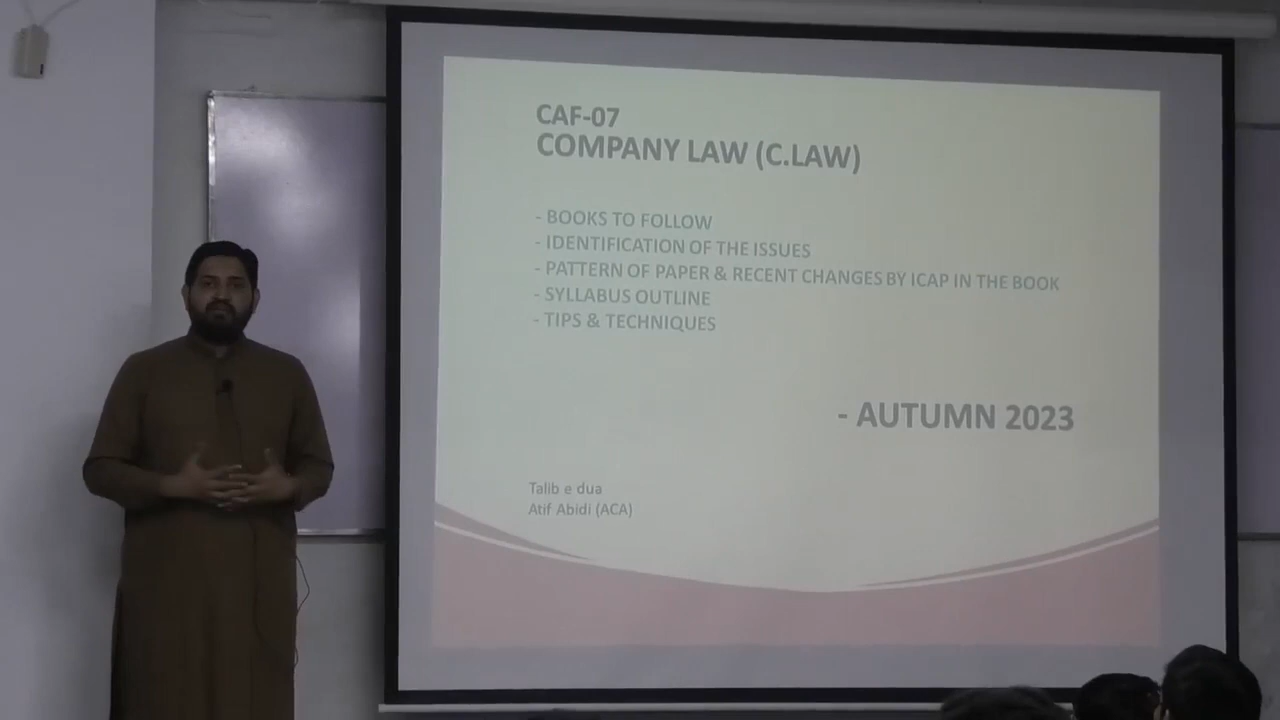 CAF-07
COMPANY LAW (C.LAW)
- BOOKS TO FOLLOW
- IDENTIFICATION OF THE ISSUES
- PATTERN OF PAPER & RECENT CHANGES BY ICAP IN THE BOOK
- SYLLABUS OUTLINE
- TIPS & TECHNIQUES
- AUTUMN 2023
Talib e dua
Atif Abidi (ACA)